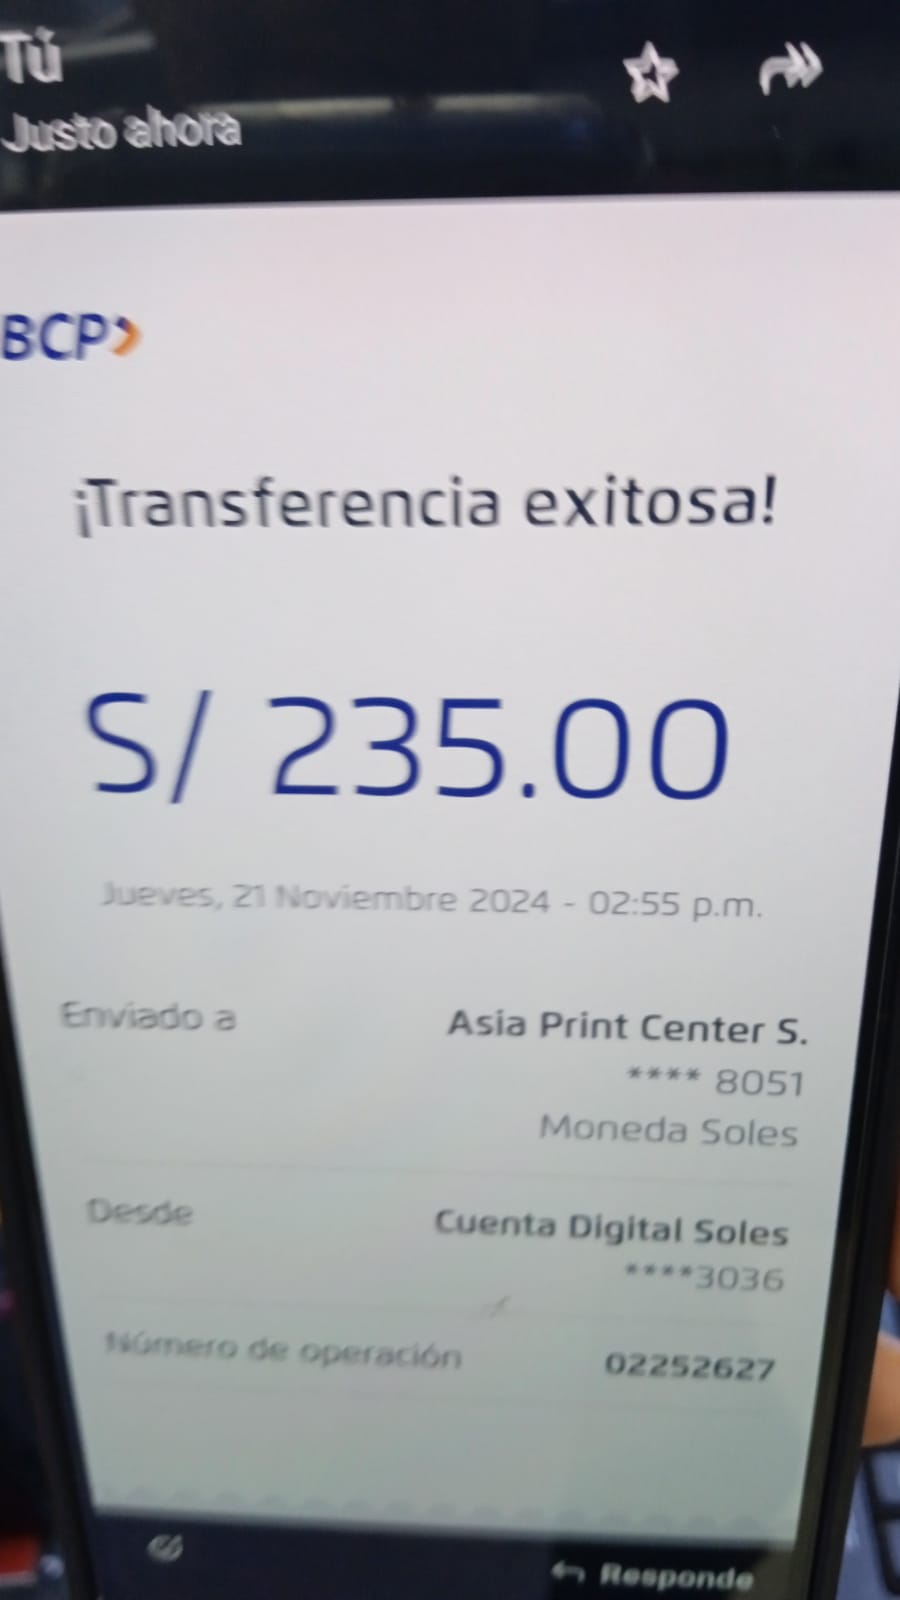 Tú
Justo ahora
BCP
¡Transferencia exitosa!
S/ 235.00
Jueves, 21 Noviembre 2024 - 02:55 p.m.
Enviado a
Asia Print Center S.
**** 8051
Moneda Soles
Desde
Cuenta Digital Soles
****3036
Número de operación
02252627
Responde